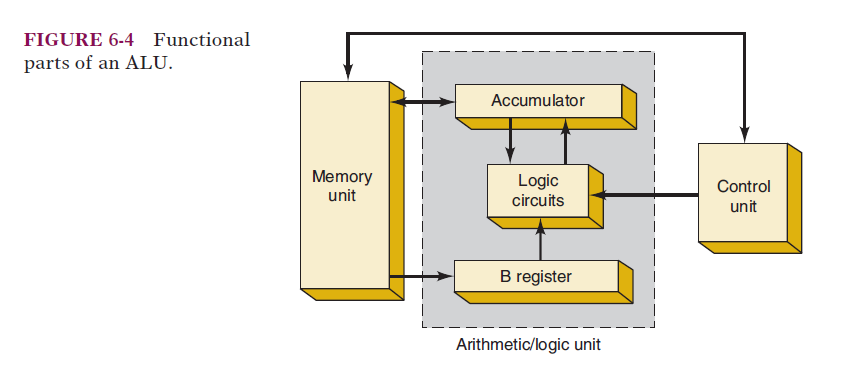 FIGURE 6-4 Functional
parts of an ALU.
Accumulator
Memory
unit
Logic
circuits
Control
unit
B register
Arithmetic/logic unit